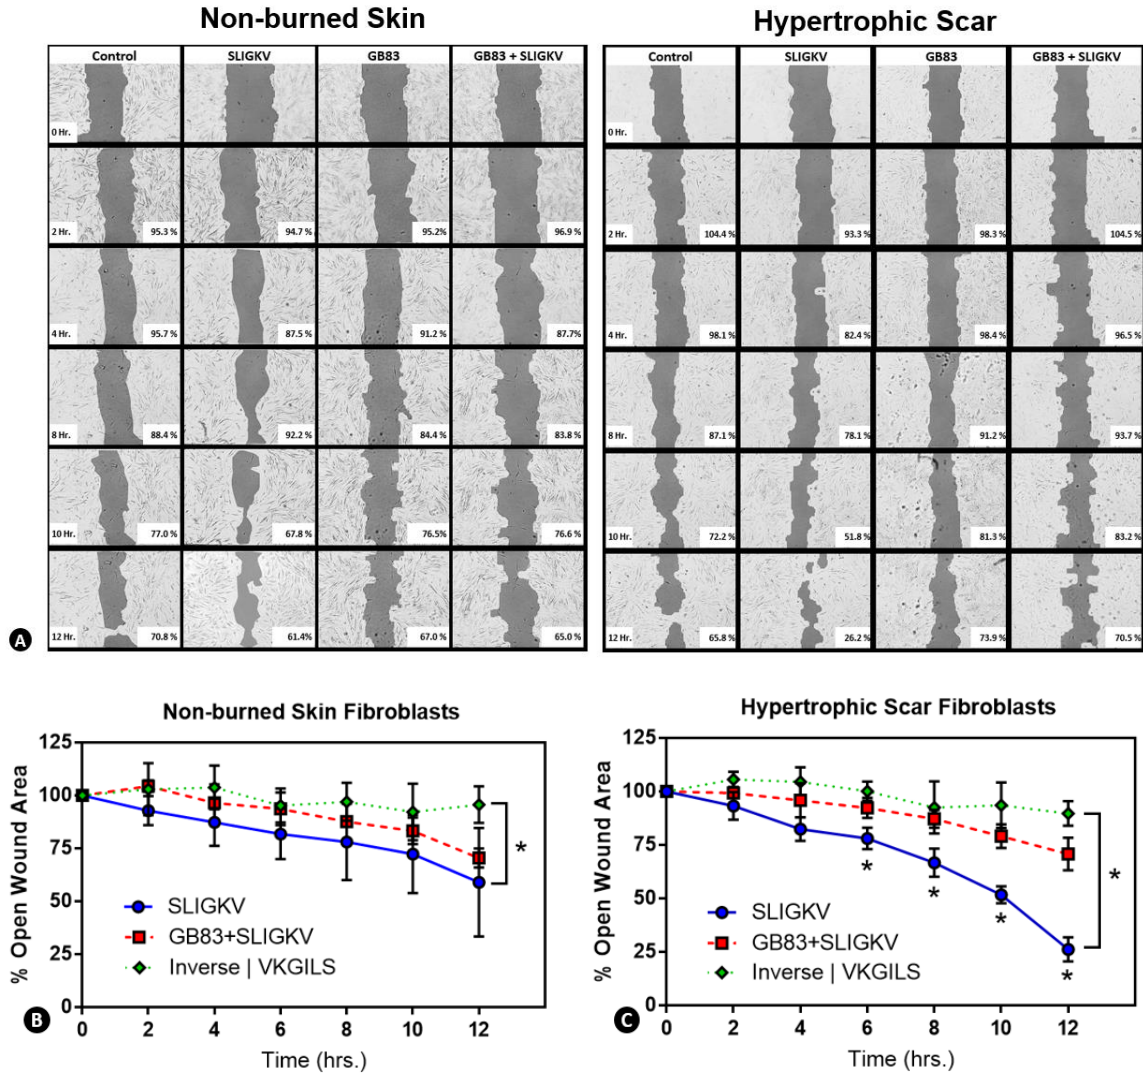 Non-burned Skin
Hypertrophic Scar
Control SLIGKV GB83 GB83 + SLIGKV
Control SLIGKV GB83 GB83 + SLIGKV
0 Hr.
0 Hr.
2 Hr. 95.3 % 94.7 % 95.2% 96.9 %
2 Hr. 104.4 % 93.3 % 98.3 % 104.5 %
4 Hr. 95.7 % 87.5 % 91.2 % 87.7%
4 Hr. 98.1 % 82.4 % 98.4 % 96.5 %
8 Hr. 88.4 % 92.2 % 84.4 % 83.8 %
8 Hr. 87.1 % 78.1 % 91.2 % 93.7 %
10 Hr. 77.0 % 67.8 % 76.5% 76.6 %
10 Hr. 72.2 % 51.8 % 81.3 % 83.2 %
12 Hr. 70.8 % 61.4% 67.0 % 65.0 %
12 Hr. 65.8 % 26.2 % 73.9 % 70.5 %
A
Non-burned Skin Fibroblasts
% Open Wound Area
125
100
75
50
25
0
*
SLIGKV
GB83+SLIGKV
Inverse | VKGILS
0 2 4 6 8 10 12
Time (hrs.)
B
Hypertrophic Scar Fibroblasts
% Open Wound Area
125
100
75
50
25
0
* * * * *
SLIGKV
GB83+SLIGKV
Inverse | VKGILS
0 2 4 6 8 10 12
Time (hrs.)
C